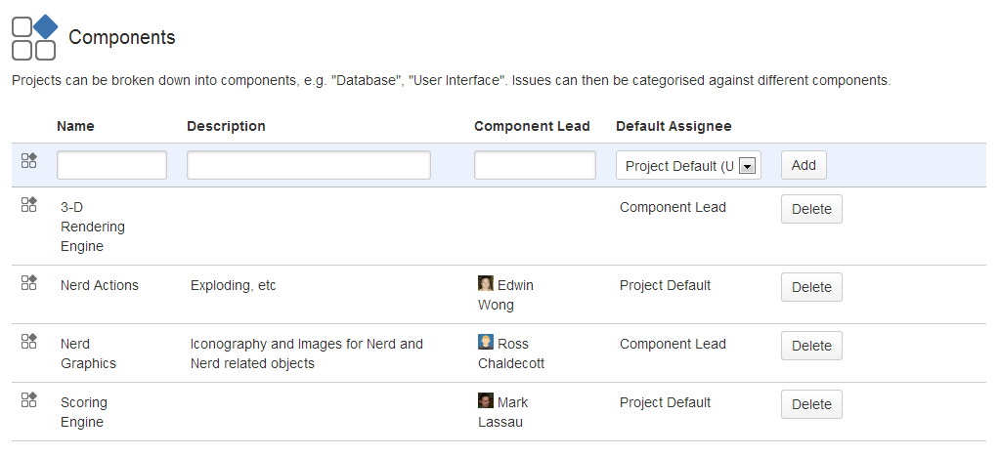 Components
Projects can be broken down into components, e.g. "Database", "User Interface". Issues can then be categorised against different components.
Name Description Component Lead Default Assignee
Project Default (U Add
3-D Component Lead Delete
Rendering
Engine
Nerd Actions Exploding, etc Edwin Project Default Delete
Wong
Nerd Iconography and Images for Nerd and Ross Component Lead Delete
Graphics Nerd related objects Chaldecott
Scoring Mark Project Default Delete
Engine Lassau